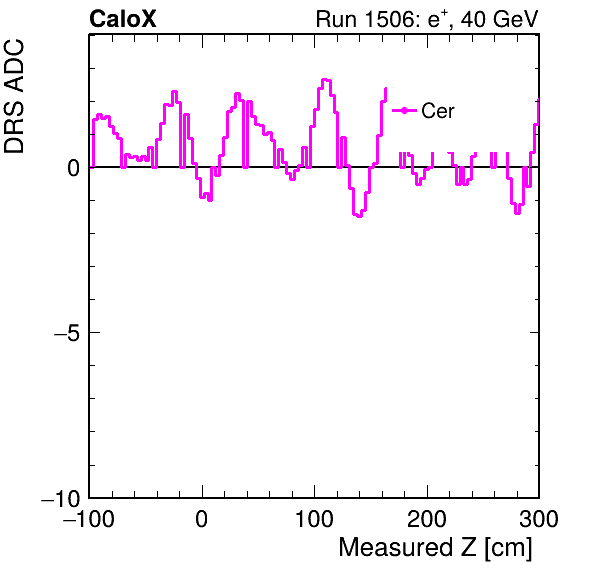 CaloX Run 1506: e⁺, 40 GeV
DRS ADC
Cer
0
−5
−10
−100 0 100 200 300
Measured Z [cm]